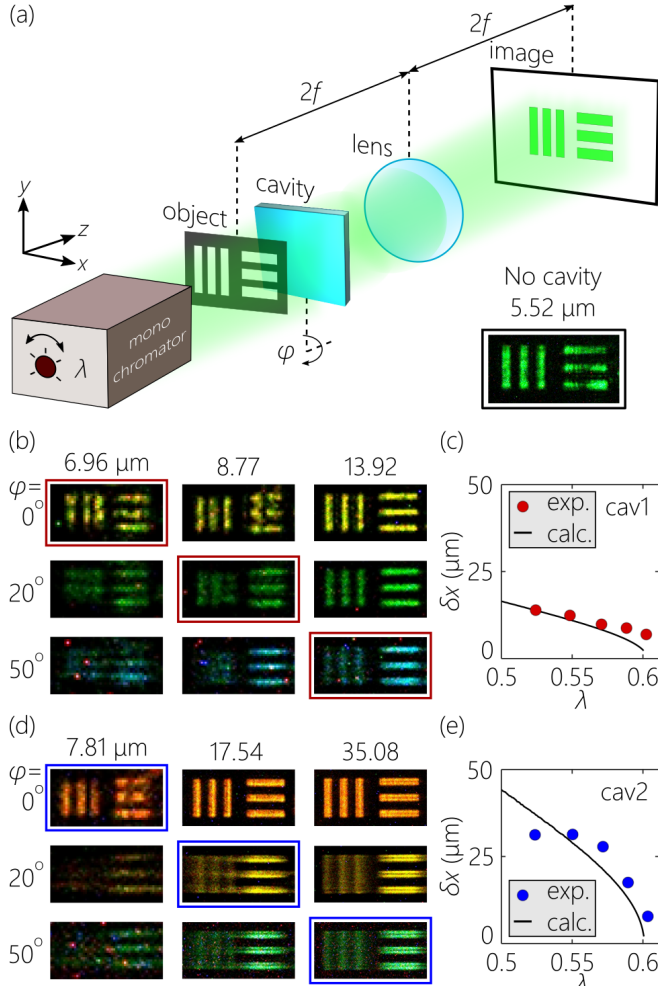 (a)
2f
2f
image
lens
cavity
object
y
z
x
mono
chromator
λ
φ
No cavity
5.52 μm
(b)
φ=
6.96 μm
8.77
13.92
0°
20°
50°
(c)
50
25
0
δx (μm)
exp.
calc.
cav1
0.5
0.55
0.6
λ
(d)
φ=
7.81 μm
17.54
35.08
0°
20°
50°
(e)
50
25
0
δx (μm)
cav2
exp.
calc.
0.5
0.55
0.6
λ